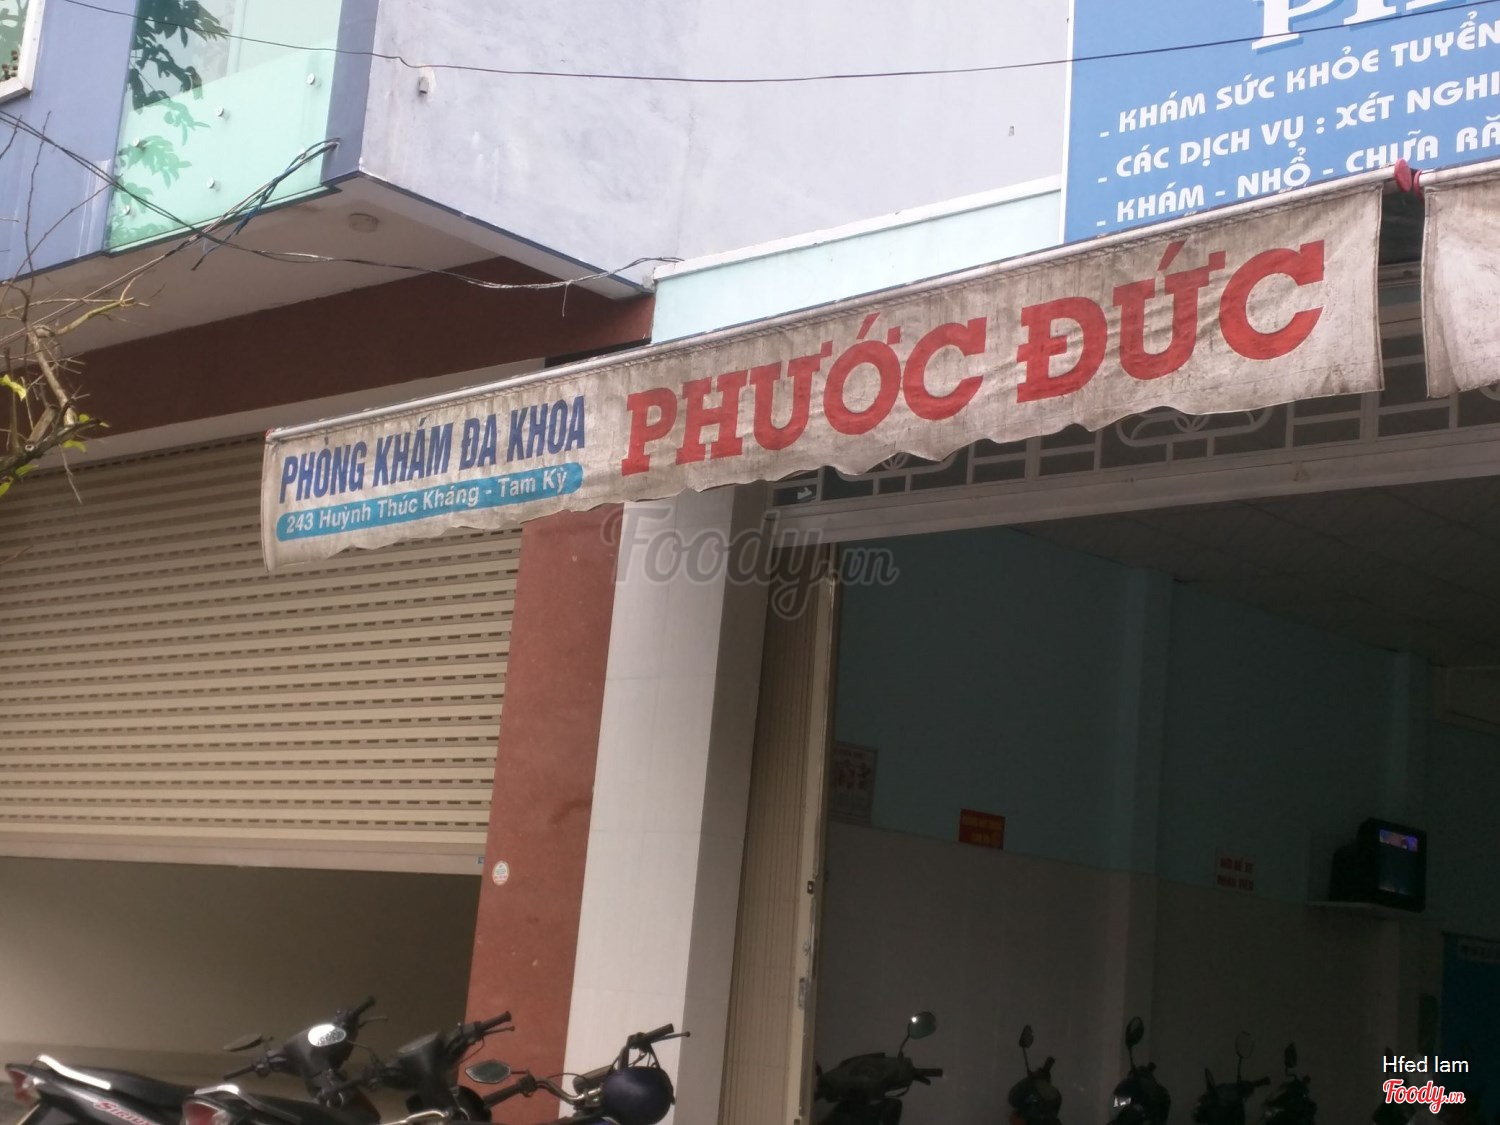 - KHÁM SỨC KHỎE TUYỂN
- CÁC DỊCH VỤ : XÉT NGHI
- KHÁM - NHỔ - CHỮA RĂ
PHÒNG KHÁM ĐA KHOA
243 Huỳnh Thúc Kháng - Tam Kỳ
PHƯỚC ĐỨC
Foody.vn
Hfed lam
Foody.vn